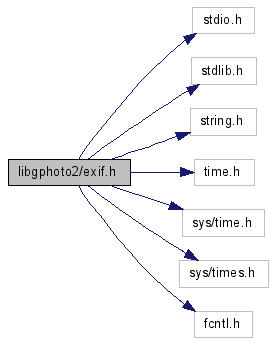 stdio.h
stdlib.h
string.h
libgphoto2/exif.h
time.h
sys/time.h
sys/times.h
fcntl.h